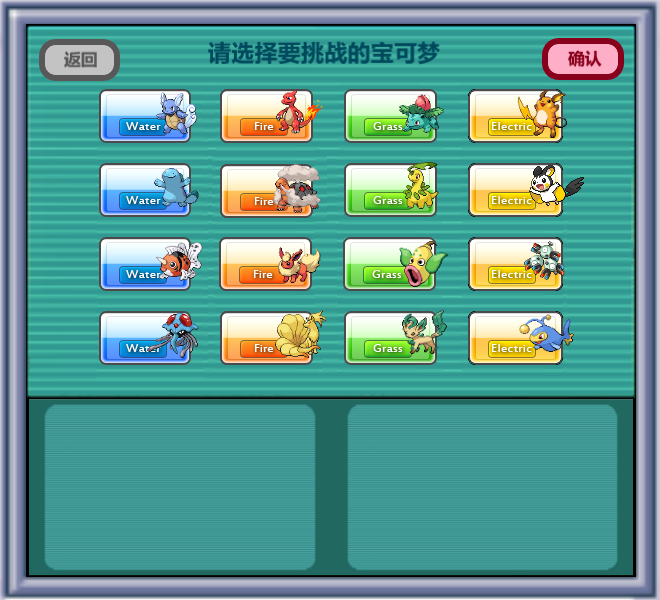 返回
请选择要挑战的宝可梦
确认
Water
Fire
Grass
Electric
Water
Fire
Grass
Electric
Water
Fire
Grass
Electric
Water
Fire
Grass
Electric